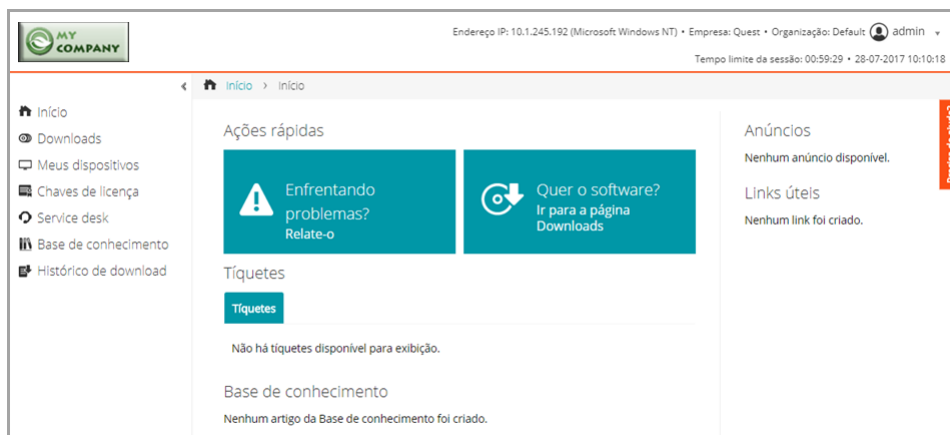 MY
COMPANY
Endereço IP: 10.1.245.192 (Microsoft Windows NT) • Empresa: Quest • Organização: Default admin
Tempo limite da sessão: 00:59:29 • 28-07-2017 10:10:18
Início > Início
Início
Downloads
Meus dispositivos
Chaves de licença
Service desk
Base de conhecimento
Histórico de download
Ações rápidas
Enfrentando
problemas?
Relate-o
Quer o software?
Ir para a página
Downloads
Tíquetes
Tíquetes
Não há tíquetes disponível para exibição.
Base de conhecimento
Nenhum artigo da Base de conhecimento foi criado.
Anúncios
Nenhum anúncio disponível.
Links úteis
Nenhum link foi criado.